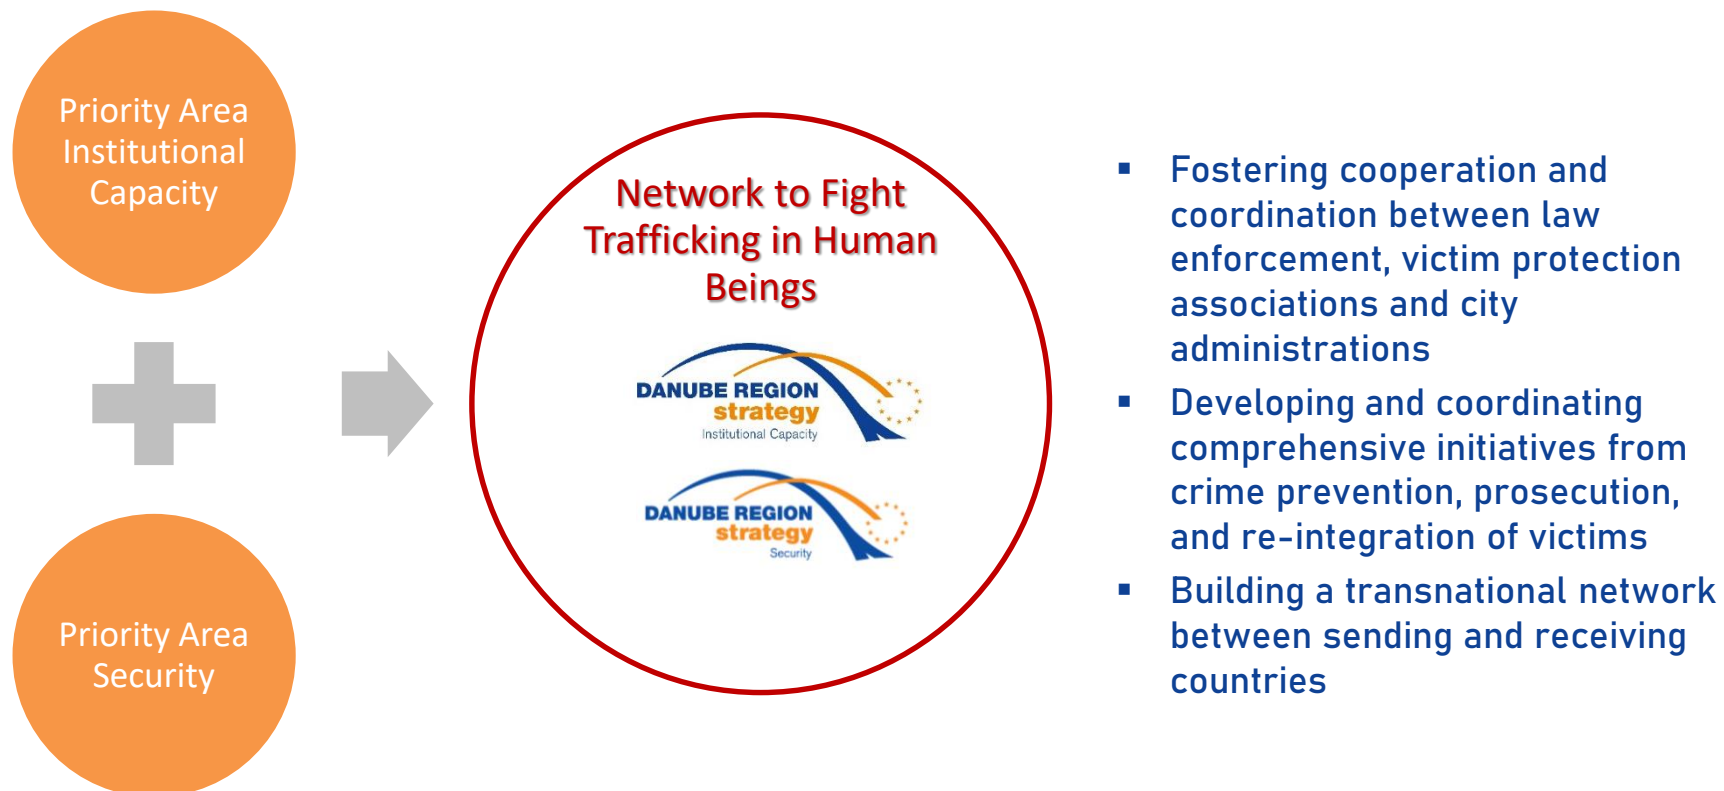 Priority Area
Institutional
Capacity
Priority Area
Security
Network to Fight
Trafficking in Human
Beings
DANUBE REGION
strategy
Institutional Capacity
DANUBE REGION
strategy
Security
▪ Fostering cooperation and
coordination between law
enforcement, victim protection
associations and city
administrations
▪ Developing and coordinating
comprehensive initiatives from
crime prevention, prosecution,
and re-integration of victims
▪ Building a transnational network
between sending and receiving
countries